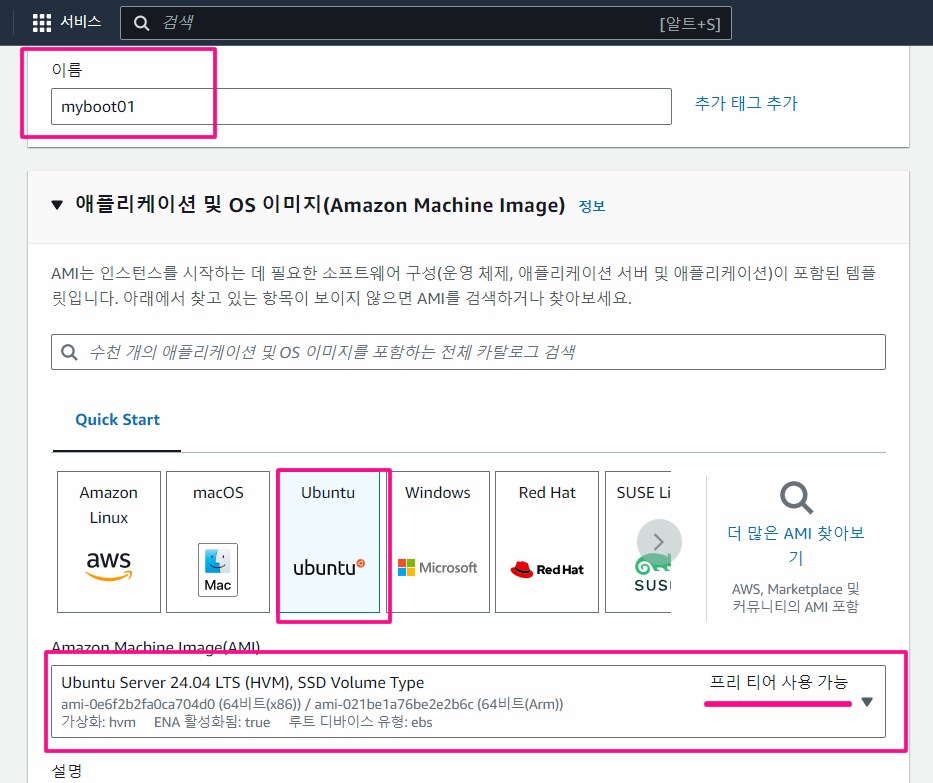 서비스
검색
[알트+S]
이름
myboot01
추가 태그 추가
▼ 애플리케이션 및 OS 이미지(Amazon Machine Image) 정보
AMI는 인스턴스를 시작하는 데 필요한 소프트웨어 구성(운영 체제, 애플리케이션 서버 및 애플리케이션)이 포함된 템플
릿입니다. 아래에서 찾고 있는 항목이 보이지 않으면 AMI를 검색하거나 찾아보세요.
수천 개의 애플리케이션 및 OS 이미지를 포함하는 전체 카탈로그 검색
Quick Start
Amazon
Linux
aws
macOS
Mac
Ubuntu
ubuntu
Windows
Microsoft
Red Hat
Red Hat
SUSE Li
SUS
더 많은 AMI 찾아보
기
AWS, Marketplace 및
커뮤니티의 AMI 포함
Amazon Machine Image(AMI)
Ubuntu Server 24.04 LTS (HVM), SSD Volume Type
프리 티어 사용 가능
ami-0e6f2b2fa0ca704d0 (64비트(x86)) / ami-021be1a76be2e2b6c (64비트(Arm))
가상화: hvm ENA 활성화됨: true 루트 디바이스 유형: ebs
설명